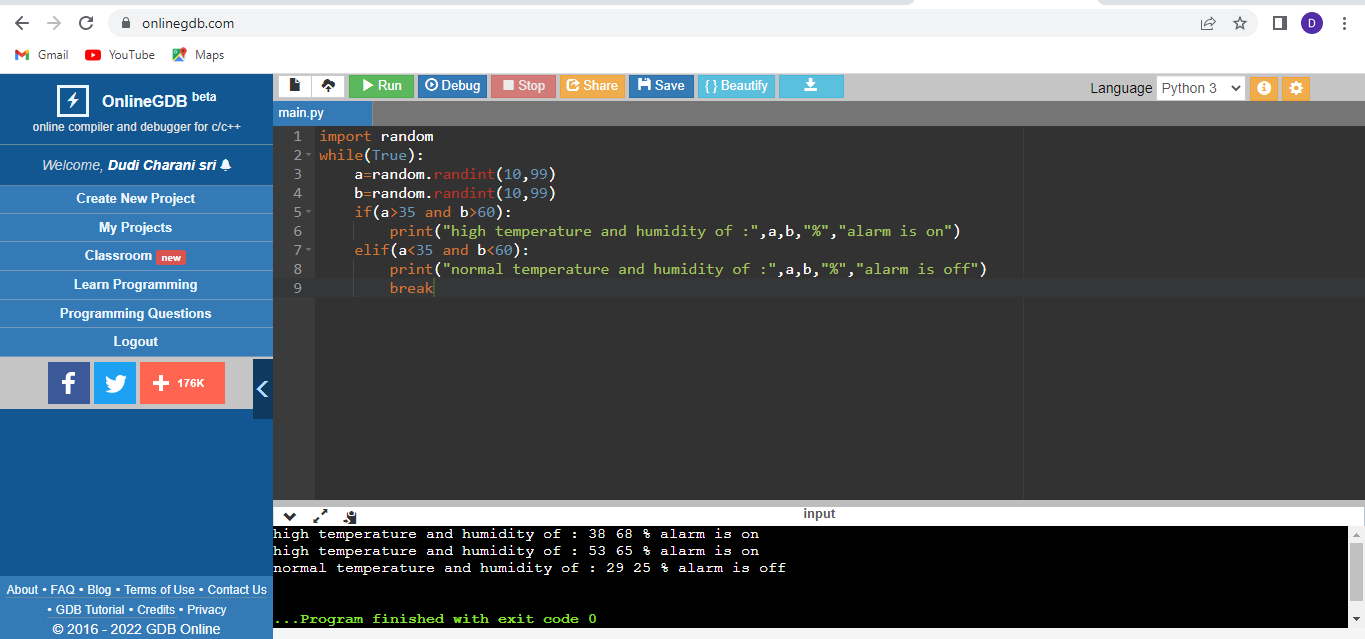 onlinegdb.com
D
Gmail YouTube Maps
OnlineGDB beta
online compiler and debugger for c/c++
Welcome, Dudi Charani sri
Create New Project
My Projects
Classroom new
Learn Programming
Programming Questions
Logout
f 176K
About • FAQ • Blog • Terms of Use • Contact Us
• GDB Tutorial • Credits • Privacy
© 2016 - 2022 GDB Online
Run Debug Stop Share Save { } Beautify
Language Python 3
main.py
1 import random
2 while(True):
3     a=random.randint(10,99)
4     b=random.randint(10,99)
5     if(a>35 and b>60):
6         print("high temperature and humidity of :",a,b,"%","alarm is on")
7     elif(a<35 and b<60):
8         print("normal temperature and humidity of :",a,b,"%","alarm is off")
9         break
input
high temperature and humidity of : 38 68 % alarm is on
high temperature and humidity of : 53 65 % alarm is on
normal temperature and humidity of : 29 25 % alarm is off
...Program finished with exit code 0